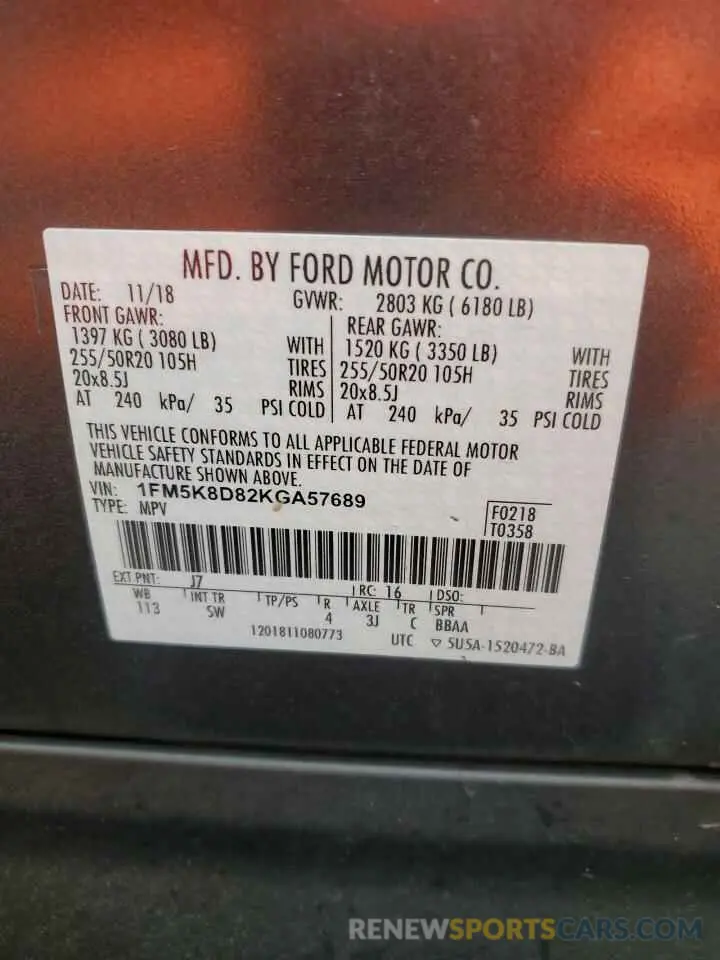 MFD. BY FORD MOTOR CO.
DATE: 11/18 GVWR: 2803 KG ( 6180 LB)
FRONT GAWR: REAR GAWR:
1397 KG ( 3080 LB) WITH 1520 KG ( 3350 LB) WITH
255/50R20 105H TIRES 255/50R20 105H TIRES
20x8.5J RIMS 20x8.5J RIMS
AT 240 kPa/ 35 PSI COLD AT 240 kPa/ 35 PSI COLD
THIS VEHICLE CONFORMS TO ALL APPLICABLE FEDERAL MOTOR
VEHICLE SAFETY STANDARDS IN EFFECT ON THE DATE OF
MANUFACTURE SHOWN ABOVE.
VIN: 1FM5K8D82KGA57689 F0218
TYPE: MPV T0358
EXT PNT: J7 RC: 16 DSO:
WB INT TR TP/PS R AXLE TR SPR
113 SW 4 3J C BBAA
1201811080773 UTC ▽ 5U5A-1520472-BA
RENEWSPORTSCARS.COM